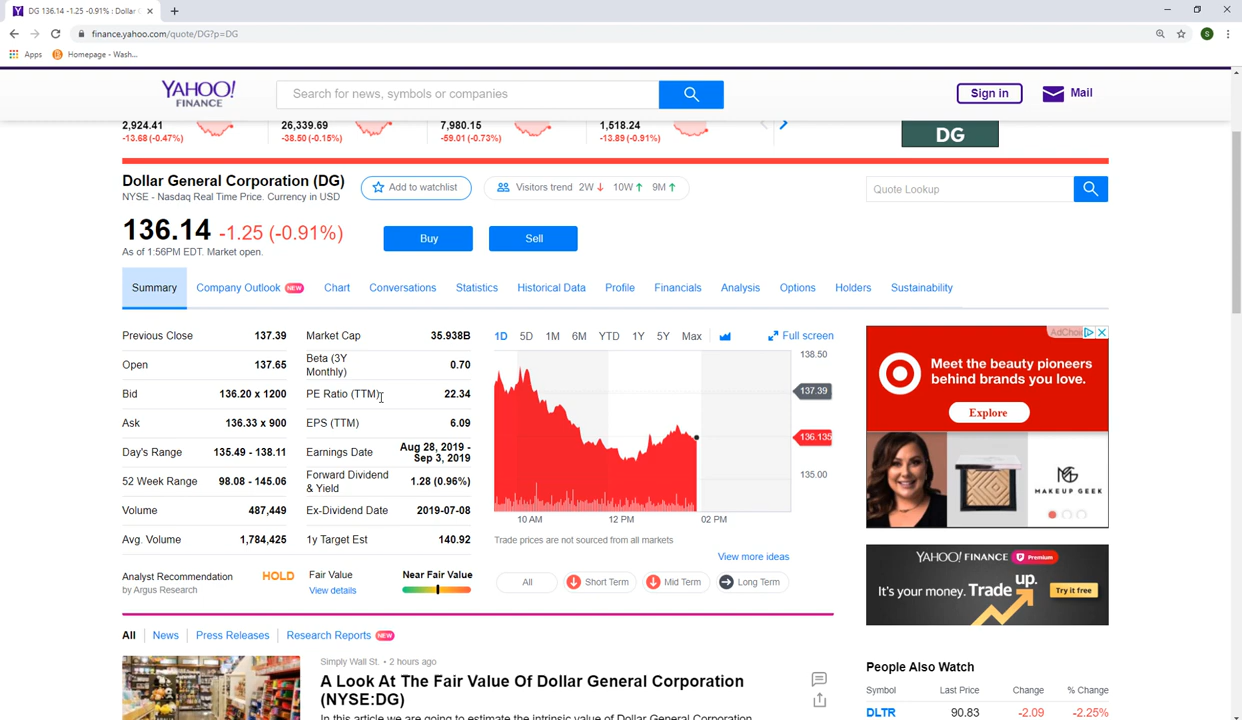 DG 136.14 -1.25 -0.91% : Dollar
finance.yahoo.com/quote/DG?p=DG
S
Apps
Homepage - Wash...
YAHOO!
FINANCE
Search for news, symbols or companies
Sign in
Mail
2,924.41
-13.68 (-0.47%)
26,339.69
-38.50 (-0.15%)
7,980.15
-59.01 (-0.73%)
1,518.24
-13.89 (-0.91%)
DG
Dollar General Corporation (DG)
Add to watchlist
Visitors trend 2W↓ 10W↑ 9M↑
NYSE - Nasdaq Real Time Price. Currency in USD
Quote Lookup
136.14 -1.25 (-0.91%)
As of 1:56PM EDT. Market open.
Buy
Sell
Summary
Company Outlook NEW
Chart
Conversations
Statistics
Historical Data
Profile
Financials
Analysis
Options
Holders
Sustainability
Previous Close 137.39
Open 137.65
Bid 136.20 x 1200
Ask 136.33 x 900
Day's Range 135.49 - 138.11
52 Week Range 98.08 - 145.06
Volume 487,449
Avg. Volume 1,784,425
Market Cap 35.938B
Beta (3Y
Monthly) 0.70
PE Ratio (TTM) 22.34
EPS (TTM) 6.09
Earnings Date Aug 28, 2019 -
Sep 3, 2019
Forward Dividend
& Yield 1.28 (0.96%)
Ex-Dividend Date 2019-07-08
1y Target Est 140.92
Analyst Recommendation
by Argus Research
HOLD
Fair Value
View details
Near Fair Value
1D 5D 1M 6M YTD 1Y 5Y Max
Full screen
138.50
137.39
136.135
135.00
10 AM 12 PM 02 PM
Trade prices are not sourced from all markets
View more ideas
All
Short Term
Mid Term
Long Term
AdChoi
Meet the beauty pioneers
behind brands you love.
Explore
MAKEUP GEEK
YAHOO! FINANCE Premium
It's your money. Trade up.
Try it free
All
News
Press Releases
Research Reports NEW
People Also Watch
Symbol Last Price Change % Change
DLTR 90.83 -2.09 -2.25%
Simply Wall St. • 2 hours ago
A Look At The Fair Value Of Dollar General Corporation
(NYSE:DG)
In this article we are going to estimate the intrinsic value of Dollar General Corporation